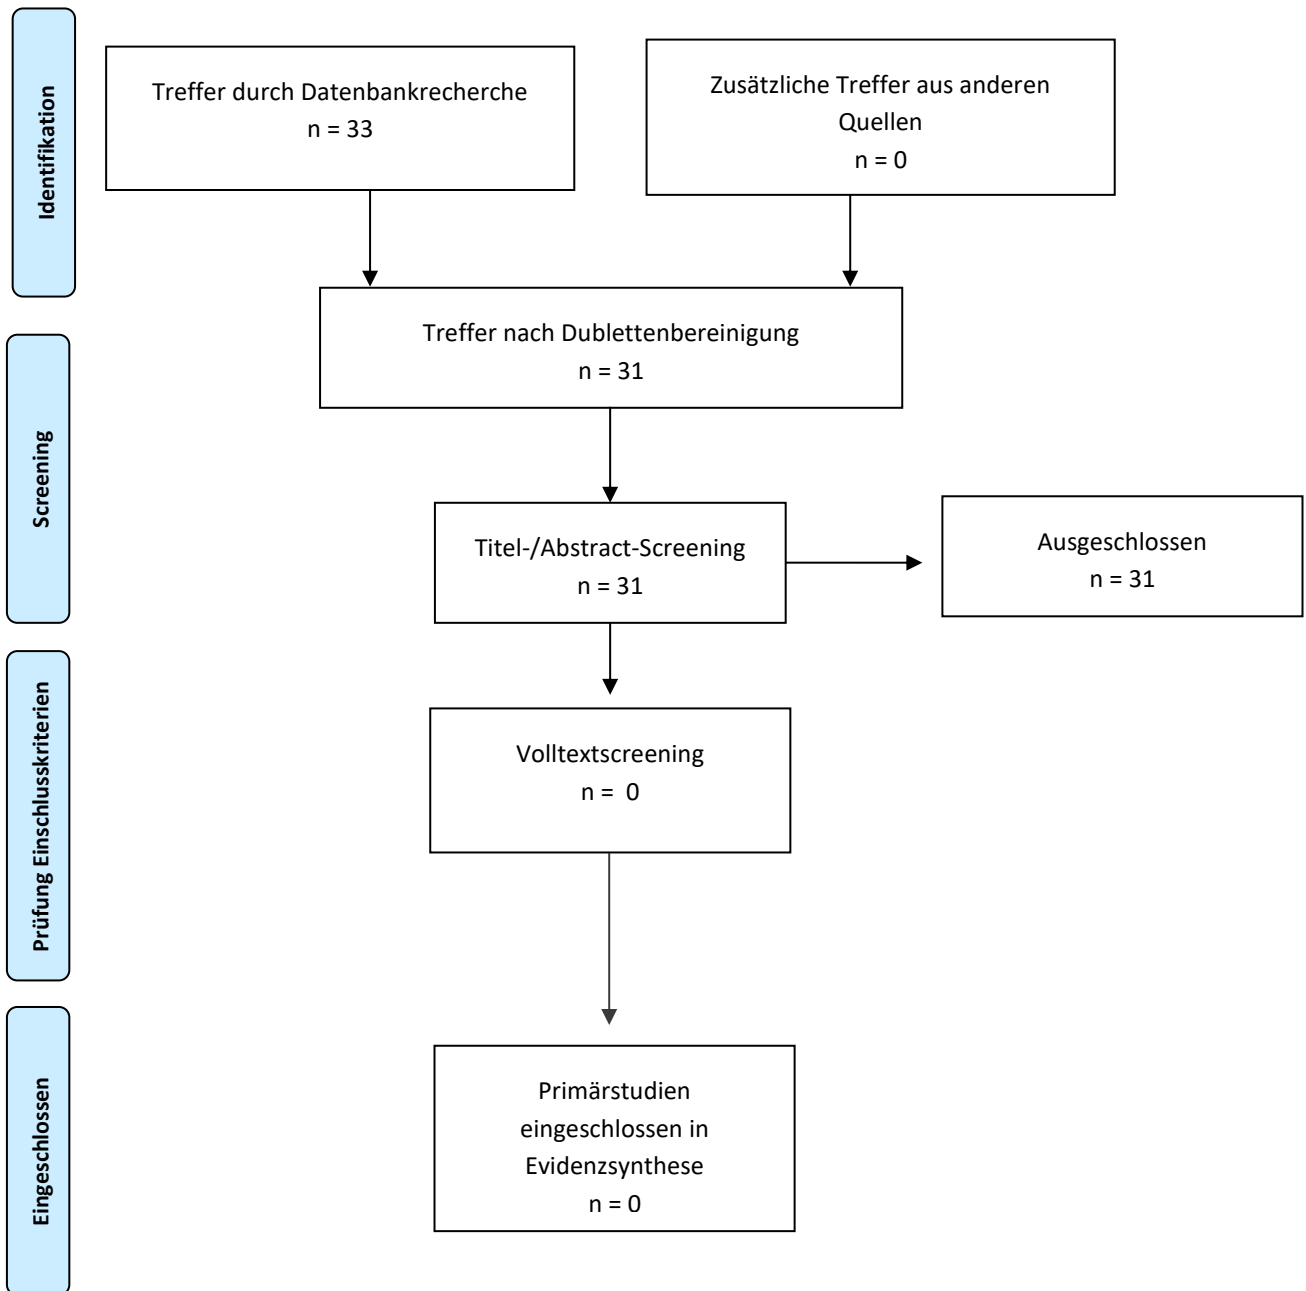 Identifikation
Treffer durch Datenbankrecherche
n = 33
Zusätzliche Treffer aus anderen
Quellen
n = 0
Treffer nach Dublettenbereinigung
n = 31
Screening
Titel-/Abstract-Screening
n = 31
Ausgeschlossen
n = 31
Prüfung Einschlusskriterien
Volltextscreening
n = 0
Eingeschlossen
Primärstudien
eingeschlossen in
Evidenzsynthese
n = 0